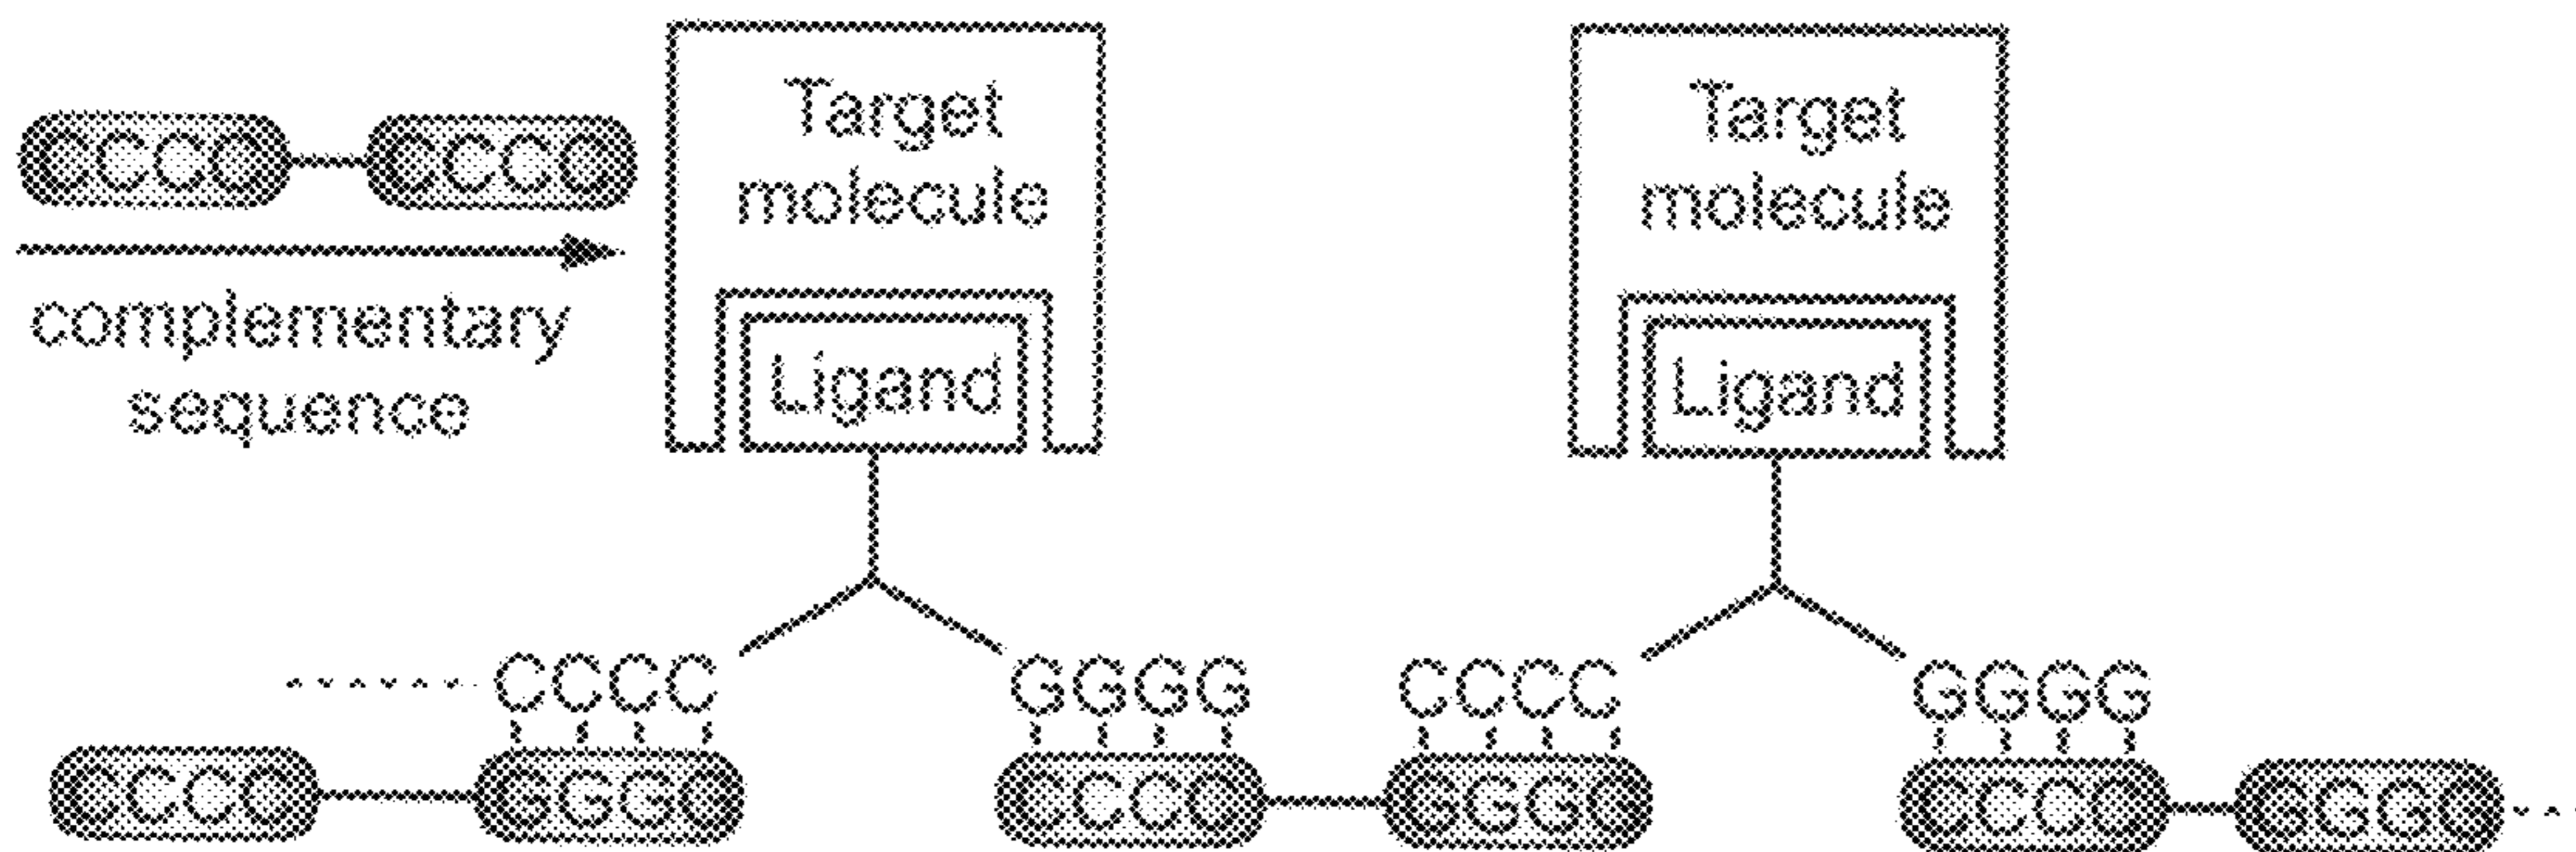 CCCC CCCC
complementary
sequence
Target
molecule
Ligand
Target
molecule
Ligand
CCCC GGGG CCCC GGGG
CCCC GGGG CCCC GGGG CCCC GGGG